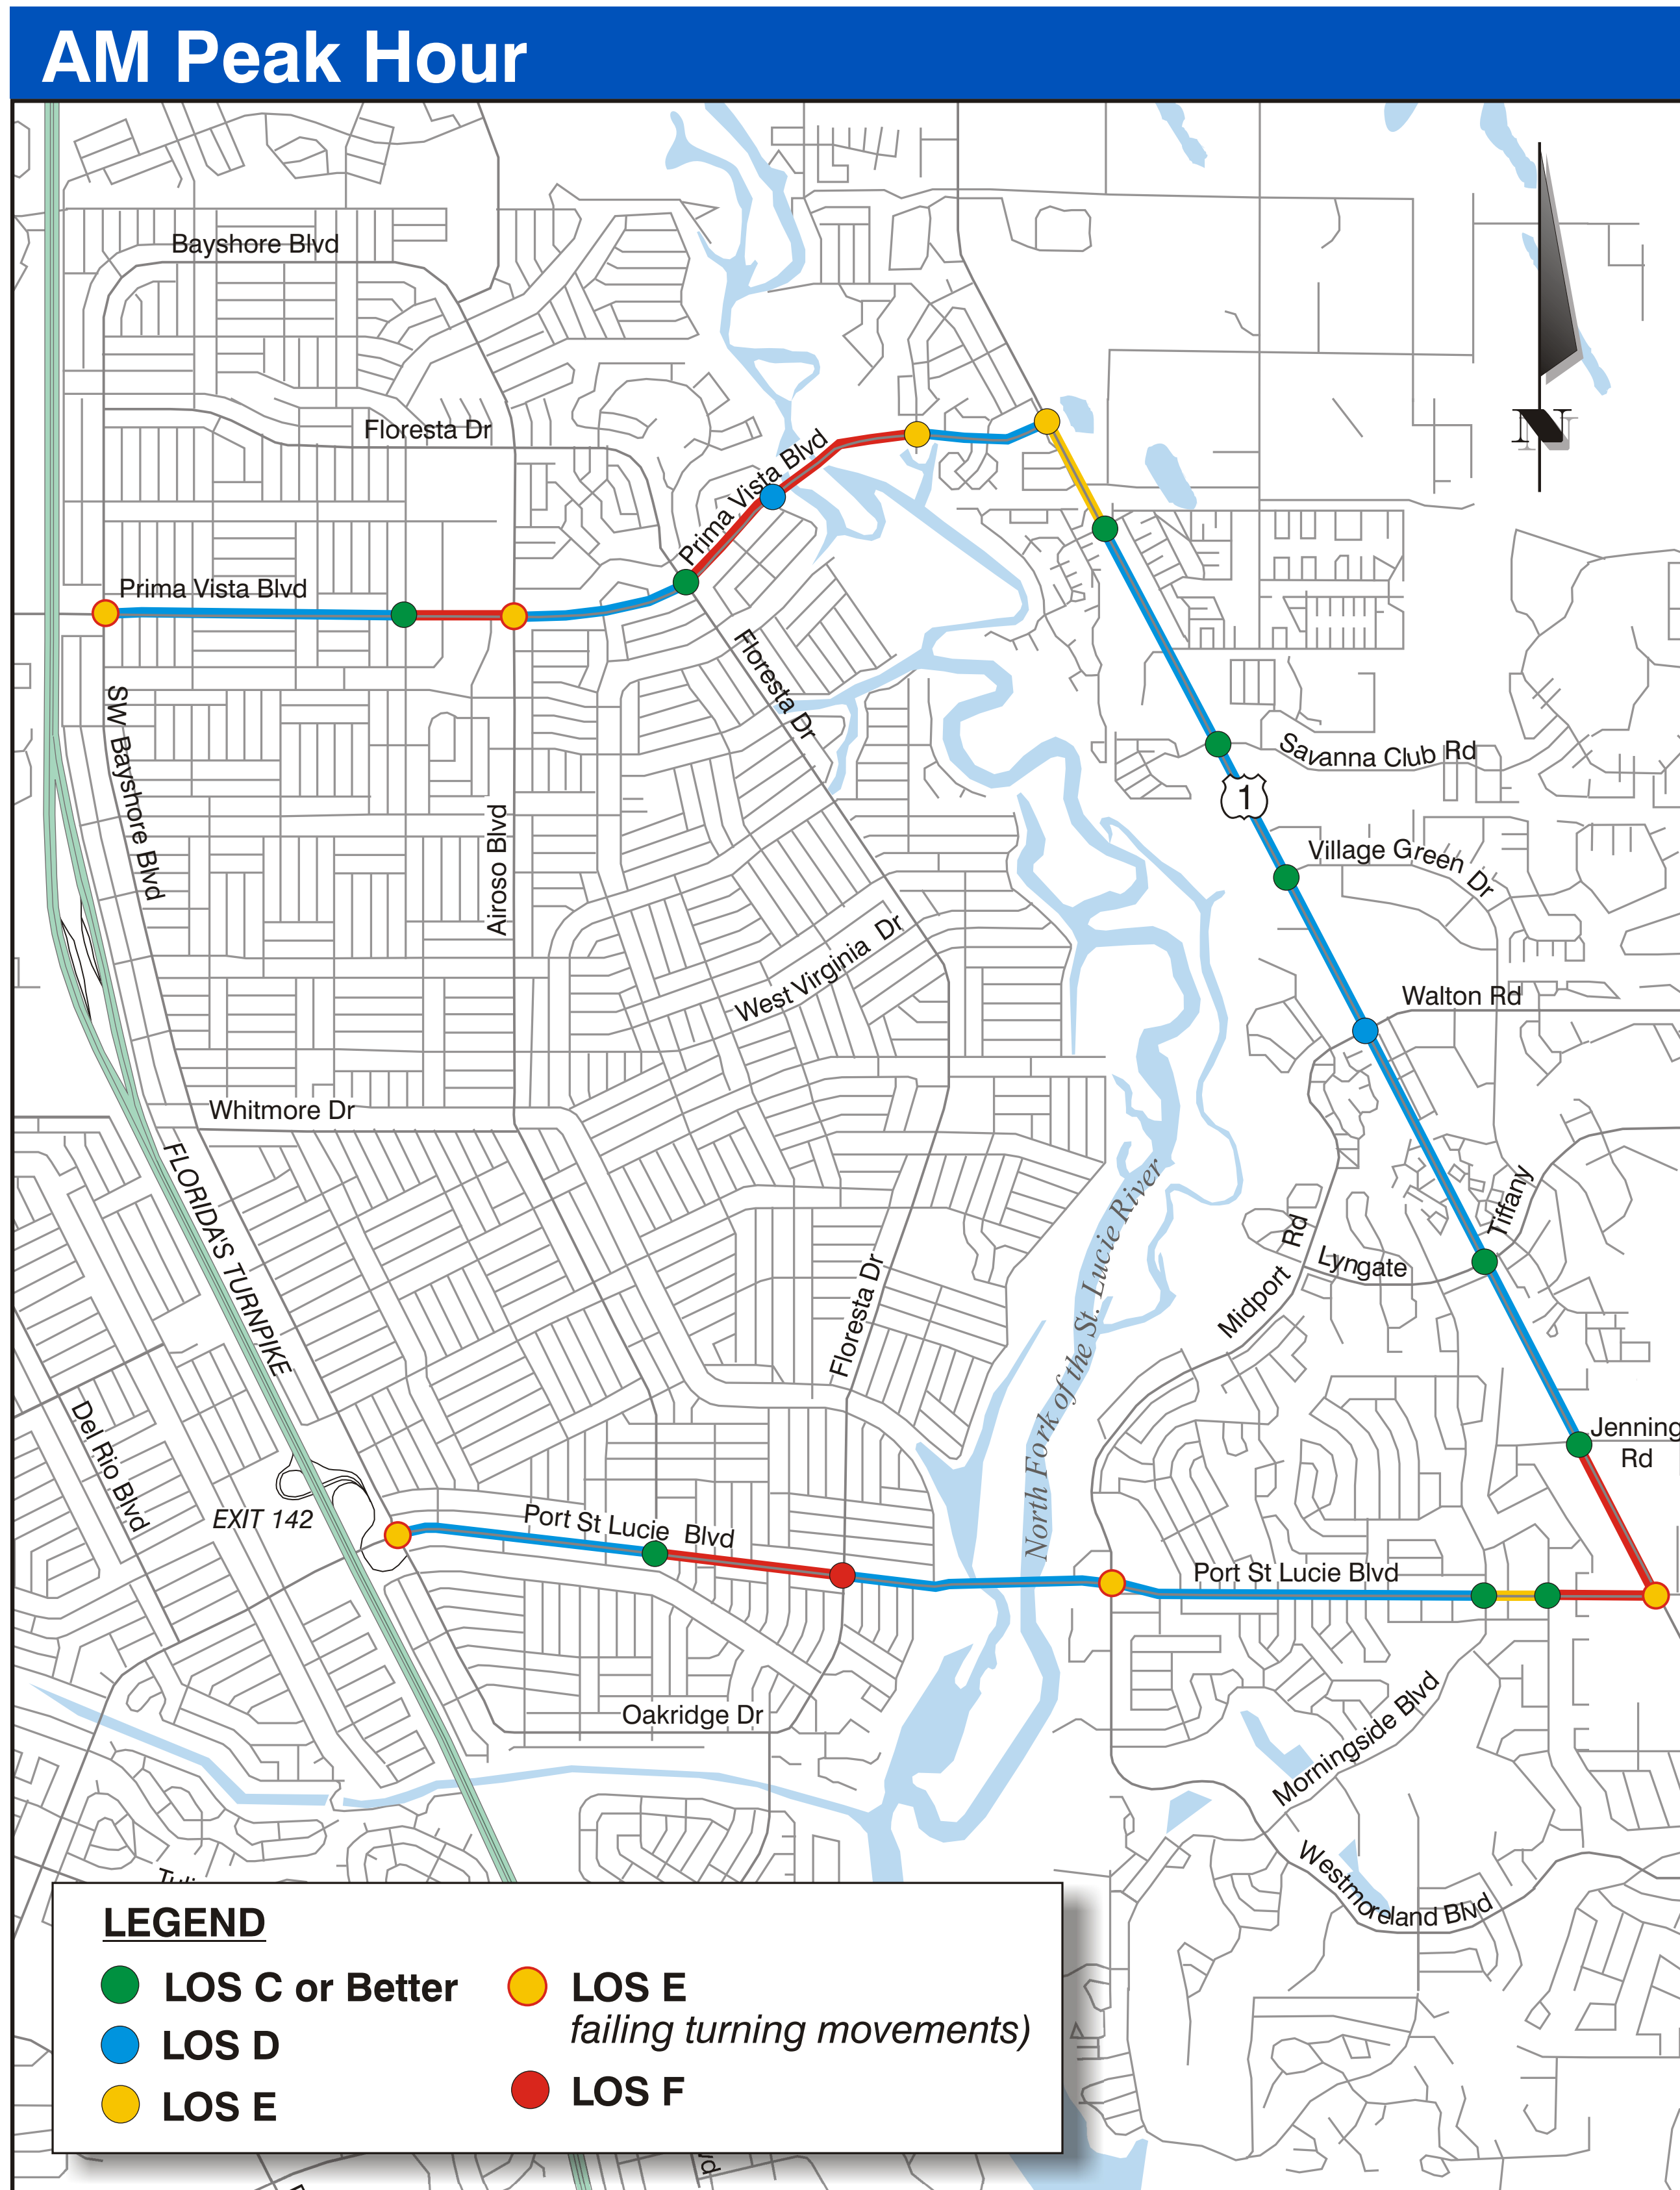 AM Peak Hour
Bayshore Blvd
Floresta Dr
Prima Vista Blvd
N
Prima Vista Blvd
Floresta Dr
SW Bayshore Blvd
Savanna Club Rd
1
Airoso Blvd
Village Green Dr
West Virginia Dr
Walton Rd
Whitmore Dr
FLORIDA'S TURNPIKE
North Fork of the St. Lucie River
Tiffany
Rd
Lyngate
Midport
Floresta Dr
Del Rio Blvd
Jenning
Rd
EXIT 142
Port St Lucie Blvd
Port St Lucie Blvd
Oakridge Dr
Morningside Blvd
Westmoreland Blvd
LEGEND
LOS C or Better
LOS D
LOS E
LOS E
failing turning movements)
LOS F